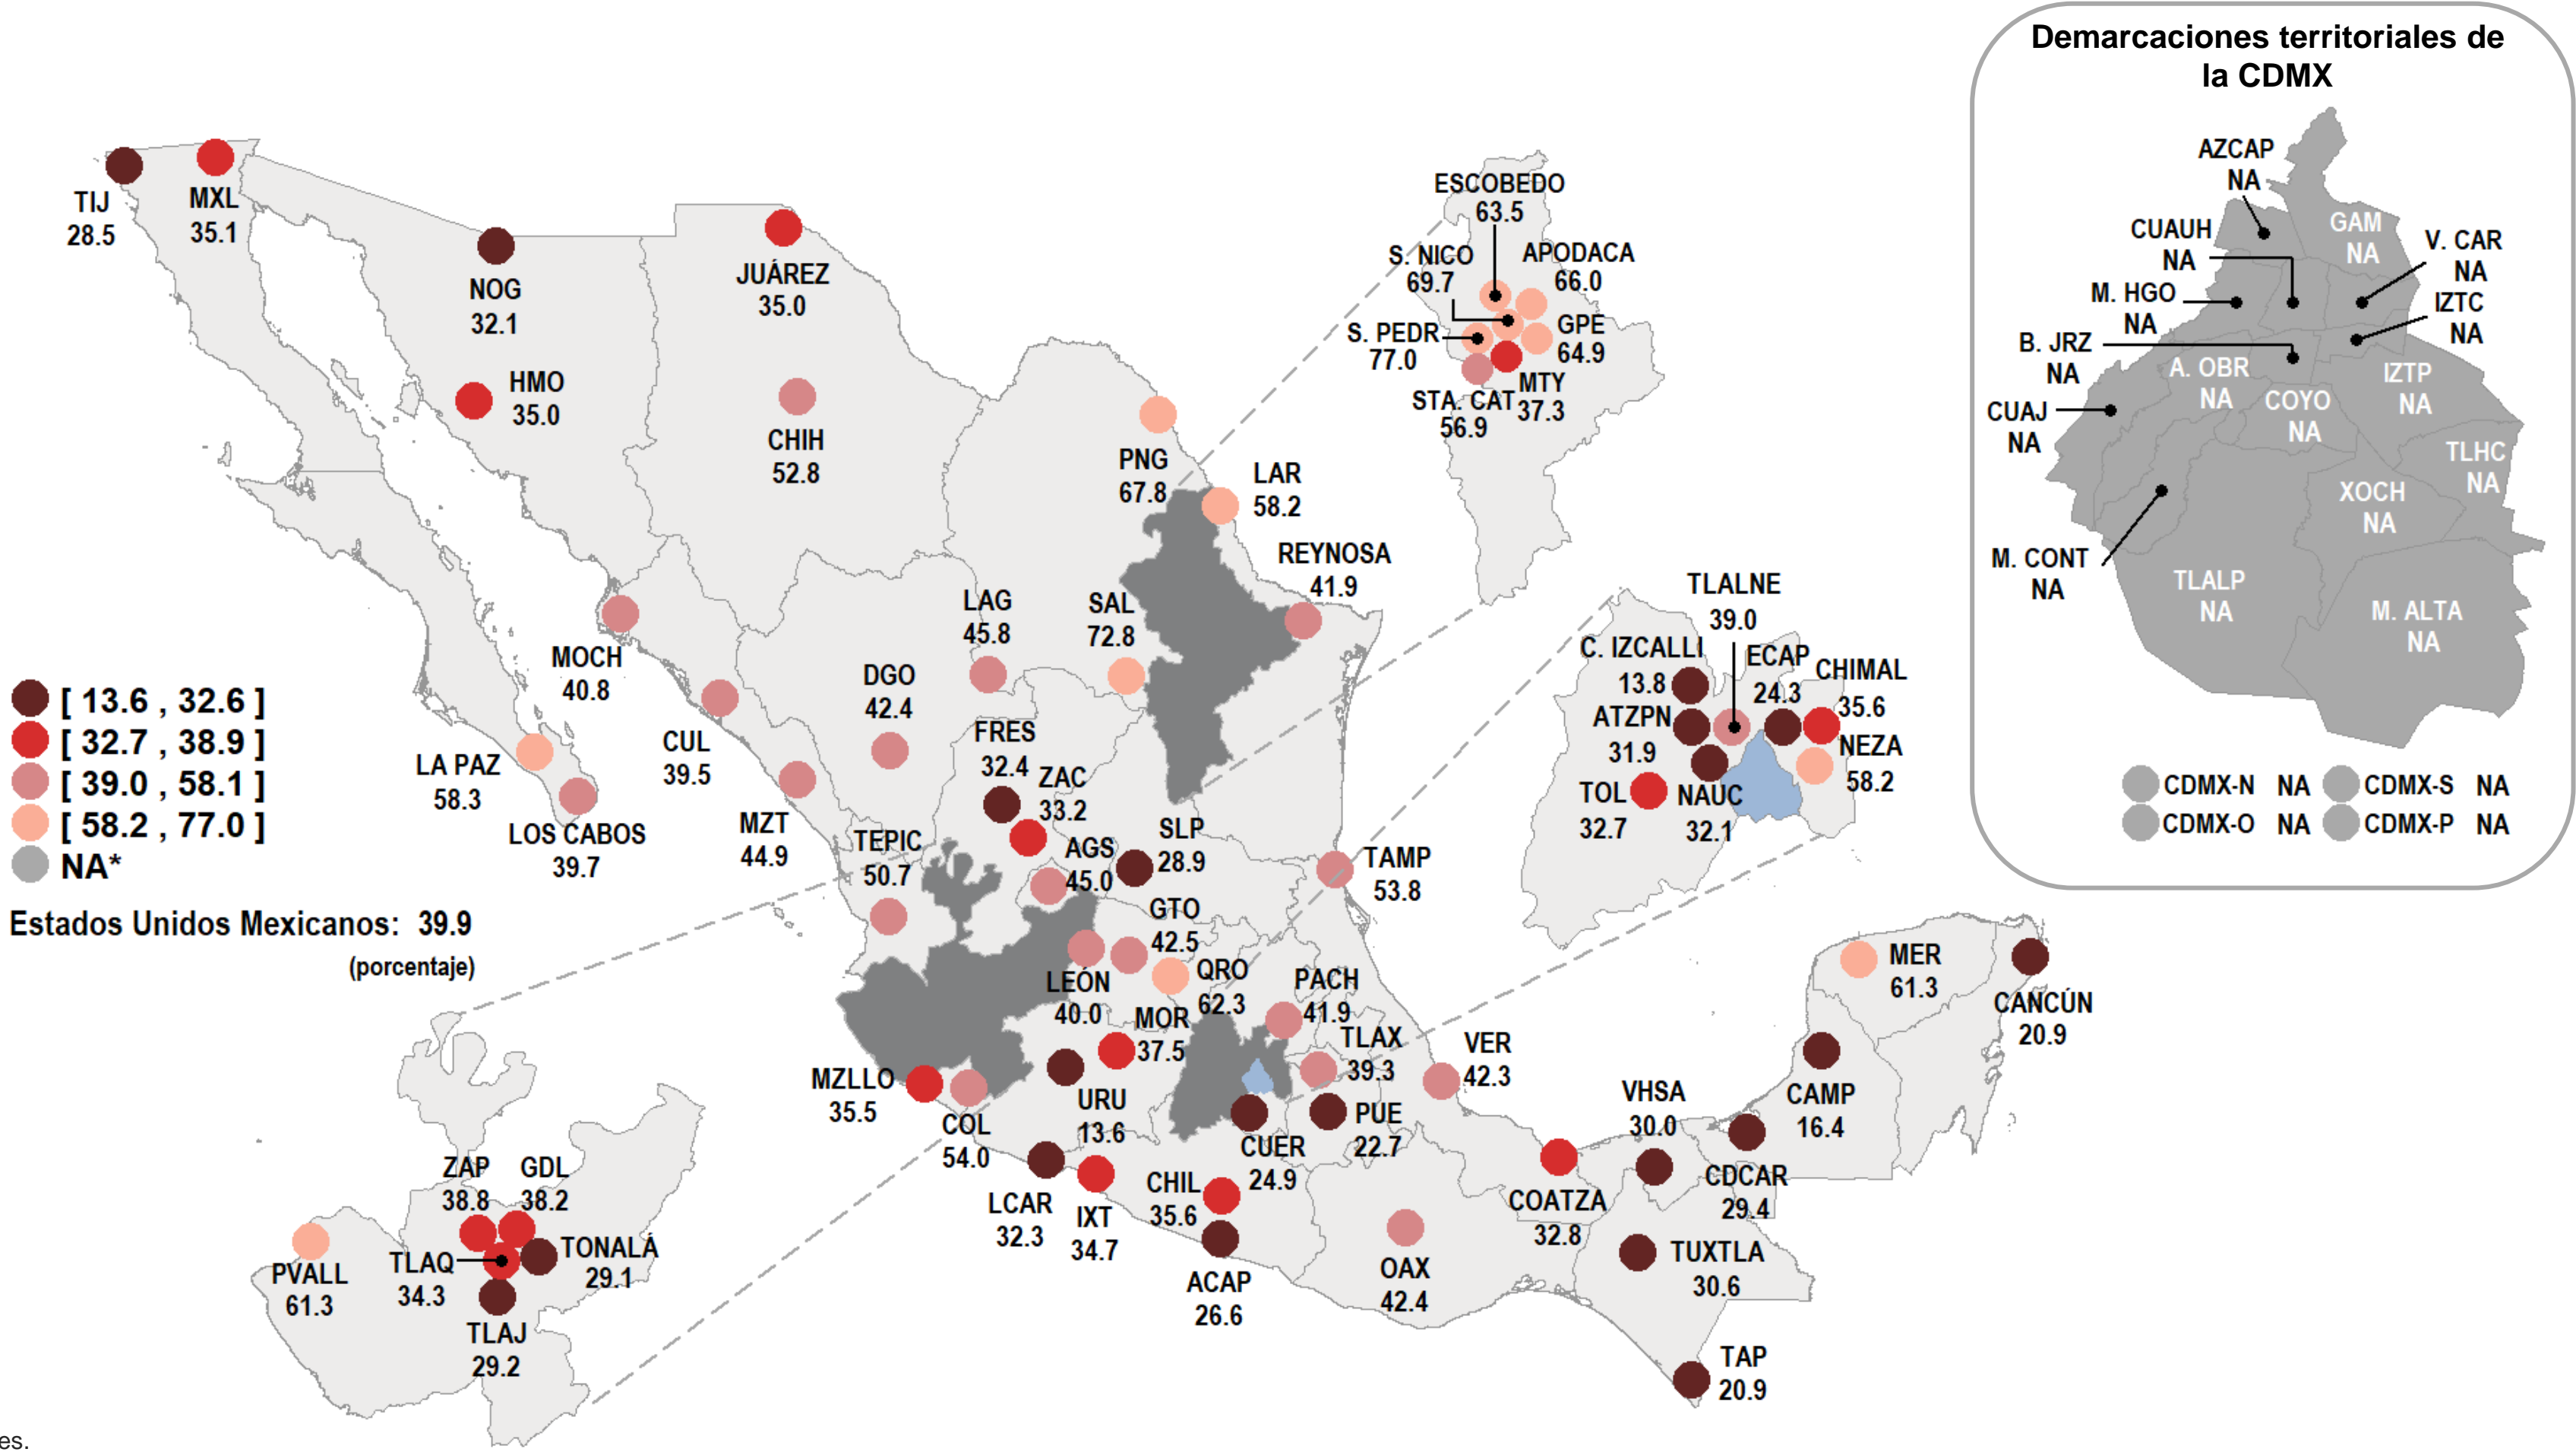 Demarcaciones territoriales de
la CDMX
AZCAP
NA
GAM
NA
CUAUH
NA
V. CAR
NA
M. HGO
NA
IZTC
NA
B. JRZ
NA
A. OBR
NA
IZTP
NA
CUAJ
NA
COYO
NA
TLHC
NA
XOCH
NA
M. CONT
NA
TLALP
NA
M. ALTA
NA
CDMX-N NA
CDMX-S NA
CDMX-O NA
CDMX-P NA
TIJ
28.5
MXL
35.1
NOG
32.1
HMO
35.0
JUÁREZ
35.0
CHIH
52.8
PNG
67.8
LAR
58.2
REYNOSA
41.9
ESCOBEDO
63.5
S. NICO
69.7
APODACA
66.0
S. PEDR
77.0
GPE
64.9
MTY
37.3
STA. CAT
56.9
LAG
45.8
SAL
72.8
MOCH
40.8
DGO
42.4
CUL
39.5
LA PAZ
58.3
LOS CABOS
39.7
MZT
44.9
FRES
32.4
ZAC
33.2
TEPIC
50.7
AGS
45.0
SLP
28.9
TAMP
53.8
GTO
42.5
LEÓN
40.0
QRO
62.3
PACH
41.9
MOR
37.5
TLAX
39.3
VER
42.3
MZLLO
35.5
COL
54.0
URU
13.6
CUER
24.9
PUE
22.7
LCAR
32.3
IXT
34.7
CHIL
35.6
ACAP
26.6
OAX
42.4
COATZA
32.8
VHSA
30.0
CDCAR
29.4
CAMP
16.4
MER
61.3
CANCÚN
20.9
TUXTLA
30.6
TAP
20.9
TLALNE
39.0
C. IZCALLI
13.8
ECAP
24.3
CHIMAL
35.6
ATZPN
31.9
NEZA
58.2
TOL
32.7
NAUC
32.1
ZAP
38.8
GDL
38.2
TLAQ
34.3
TONALÁ
29.1
PVALL
61.3
TLAJ
29.2
[ 13.6 , 32.6 ]
[ 32.7 , 38.9 ]
[ 39.0 , 58.1 ]
[ 58.2 , 77.0 ]
NA*
Estados Unidos Mexicanos: 39.9
(porcentaje)
es.